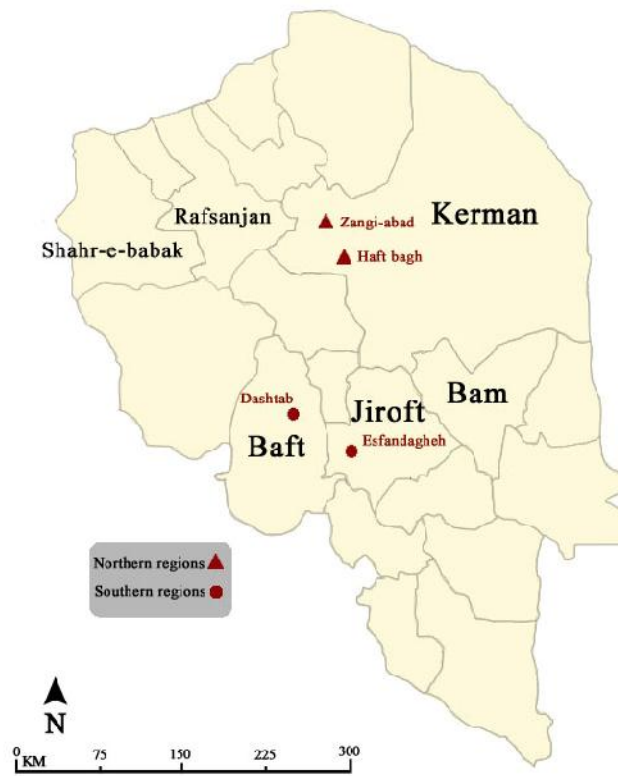 Kerman
Rafsanjan
Zangi-abad
Shahr-e-babak
Haft bagh
Dashtab
Jiroft
Bam
Baft
Esfandagheh
Northern regions
Southern regions
N
0 75 150 225 300
KM